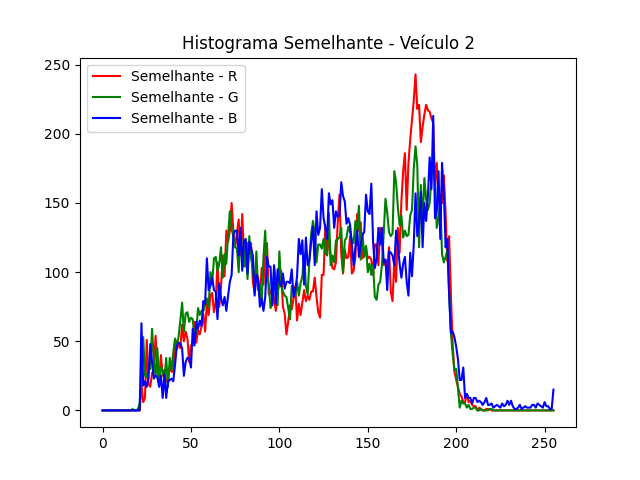 Histograma Semelhante - Veículo 2
Semelhante - R
Semelhante - G
Semelhante - B
250
200
150
100
50
0
0 50 100 150 200 250